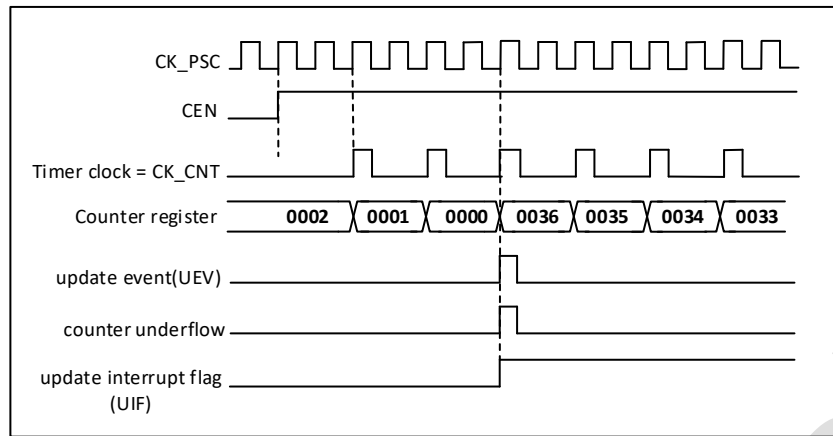 CK_PSC
CEN
Timer clock = CK_CNT
Counter register 0002 0001 0000 0036 0035 0034 0033
update event(UEV)
counter underflow
update interrupt flag
(UIF)